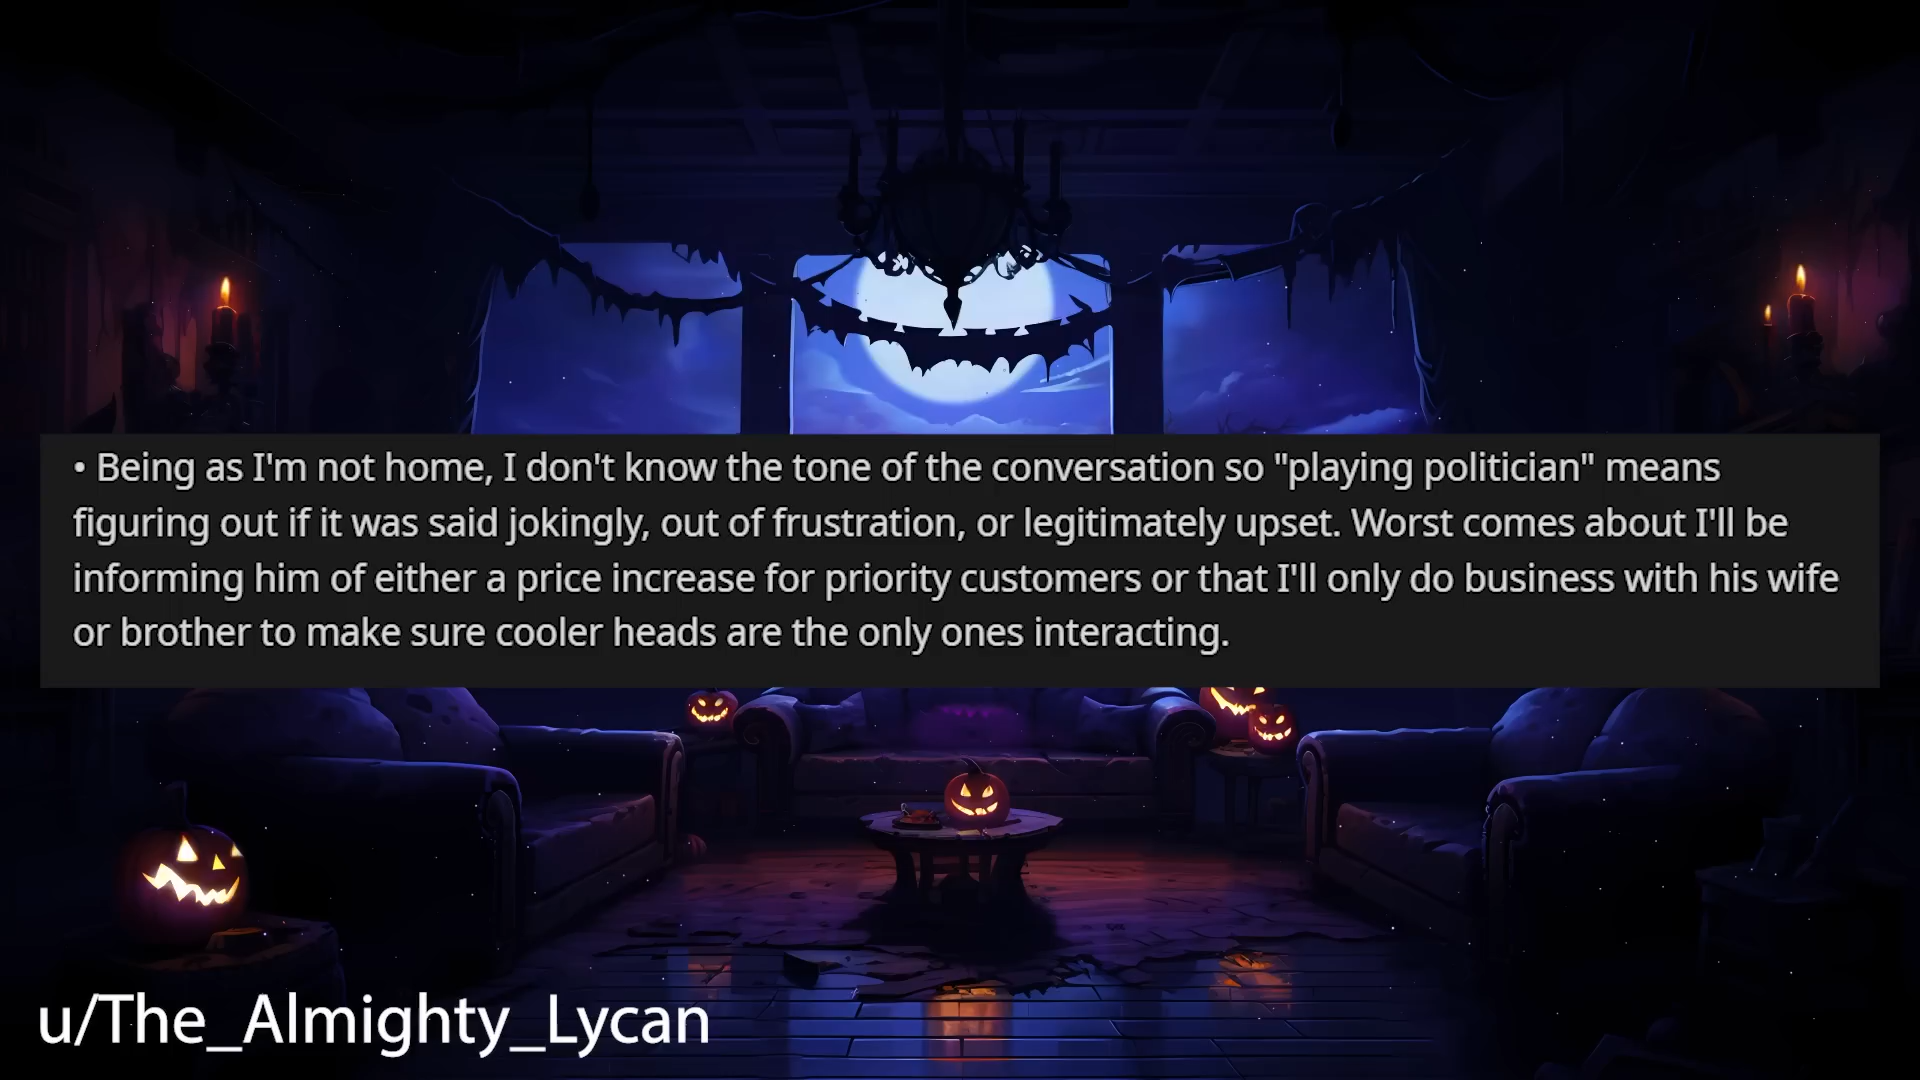 • Being as I'm not home, I don't know the tone of the conversation so "playing politician" means
figuring out if it was said jokingly, out of frustration, or legitimately upset. Worst comes about I'll be
informing him of either a price increase for priority customers or that I'll only do business with his wife
or brother to make sure cooler heads are the only ones interacting.
u/The_Almighty_Lycan